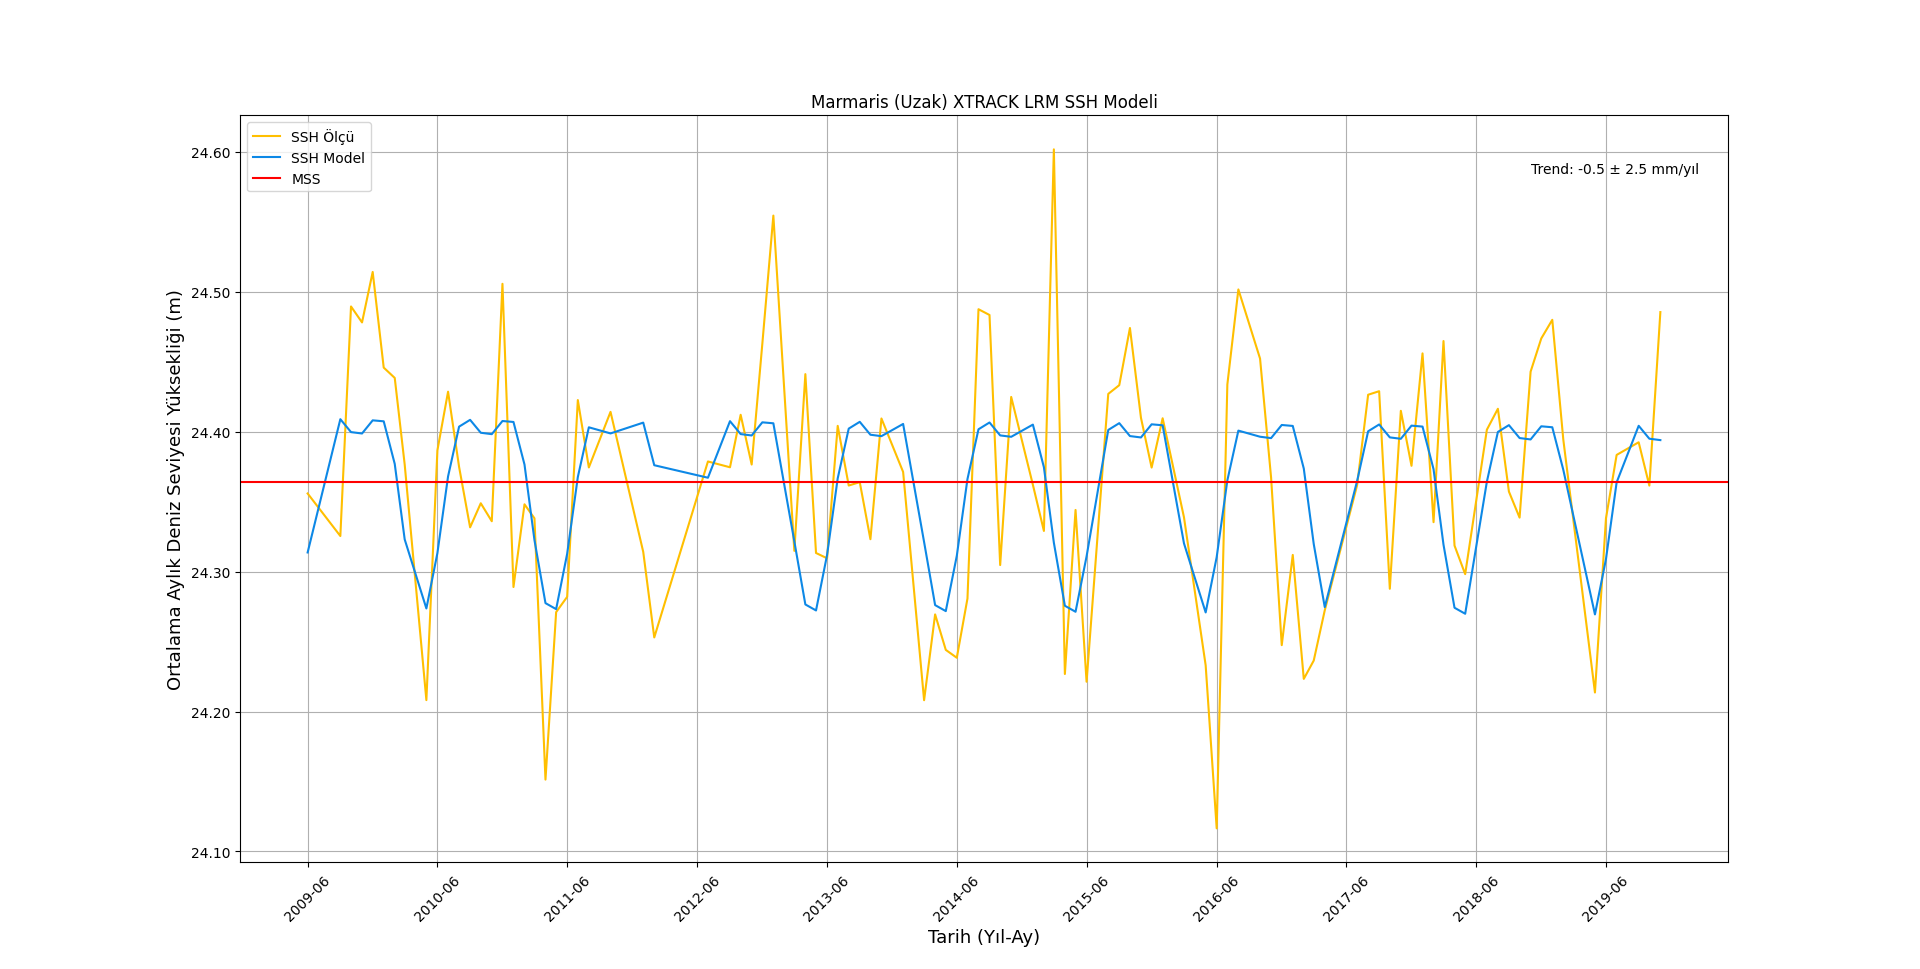 Marmaris (Uzak) XTRACK LRM SSH Modeli
SSH Ölçü
SSH Model
MSS
Trend: -0.5 ± 2.5 mm/yıl
Ortalama Aylık Deniz Seviyesi Yüksekliği (m)
24.60
24.50
24.40
24.30
24.20
24.10
2009-06
2010-06
2011-06
2012-06
2013-06
2014-06
2015-06
2016-06
2017-06
2018-06
2019-06
Tarih (Yıl-Ay)